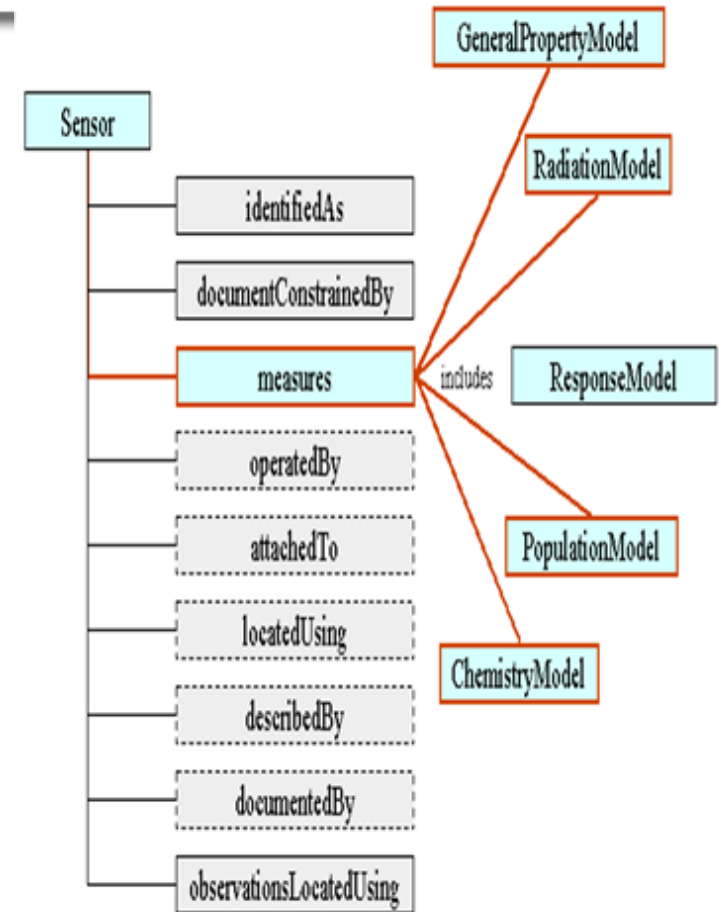 GeneralPropertyModel
Sensor
RadiationModel
identifiedAs
documentConstrainedBy
measures
includes
ResponseModel
operatedBy
attachedTo
PopulationModel
locatedUsing
ChemistryModel
describedBy
documentedBy
observationsLocatedUsing